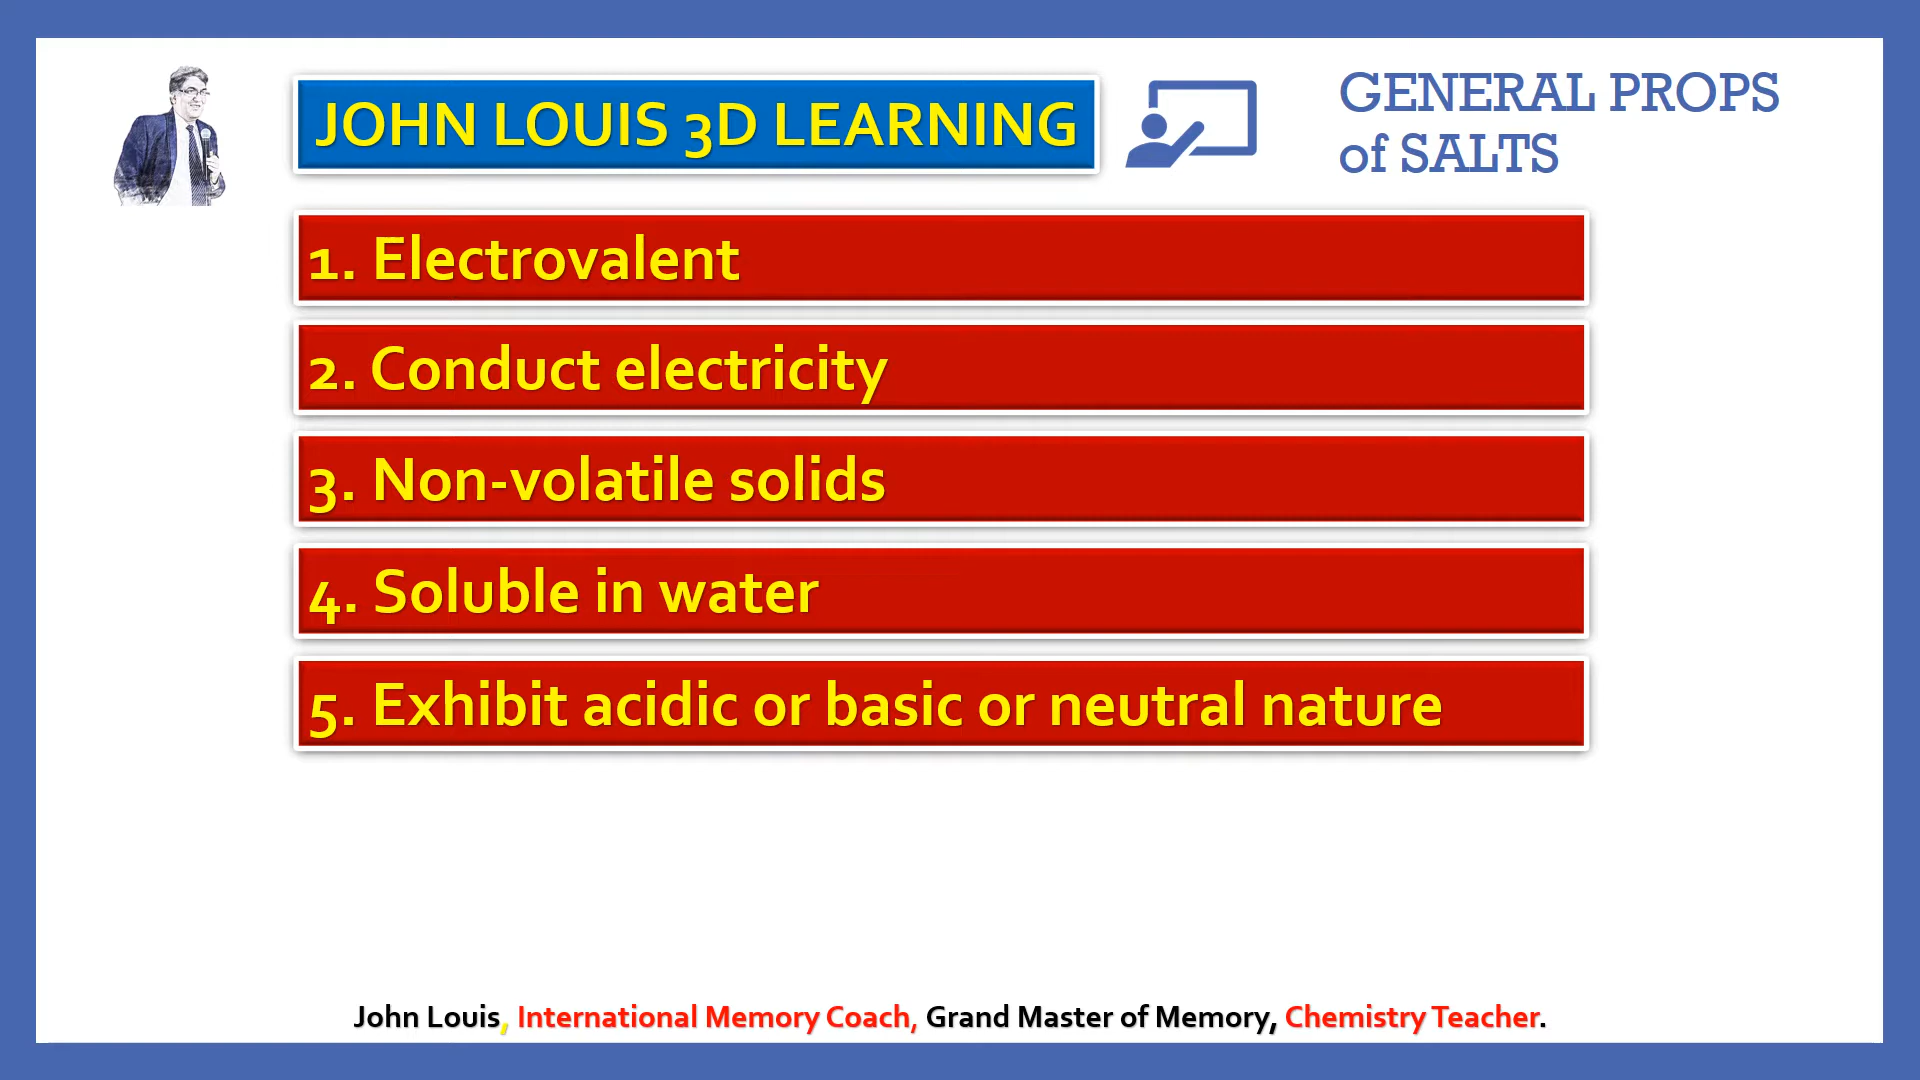 JOHN LOUIS 3D LEARNING
GENERAL PROPS
of SALTS
1. Electrovalent
2. Conduct electricity
3. Non-volatile solids
4. Soluble in water
5. Exhibit acidic or basic or neutral nature
John Louis, International Memory Coach, Grand Master of Memory, Chemistry Teacher.